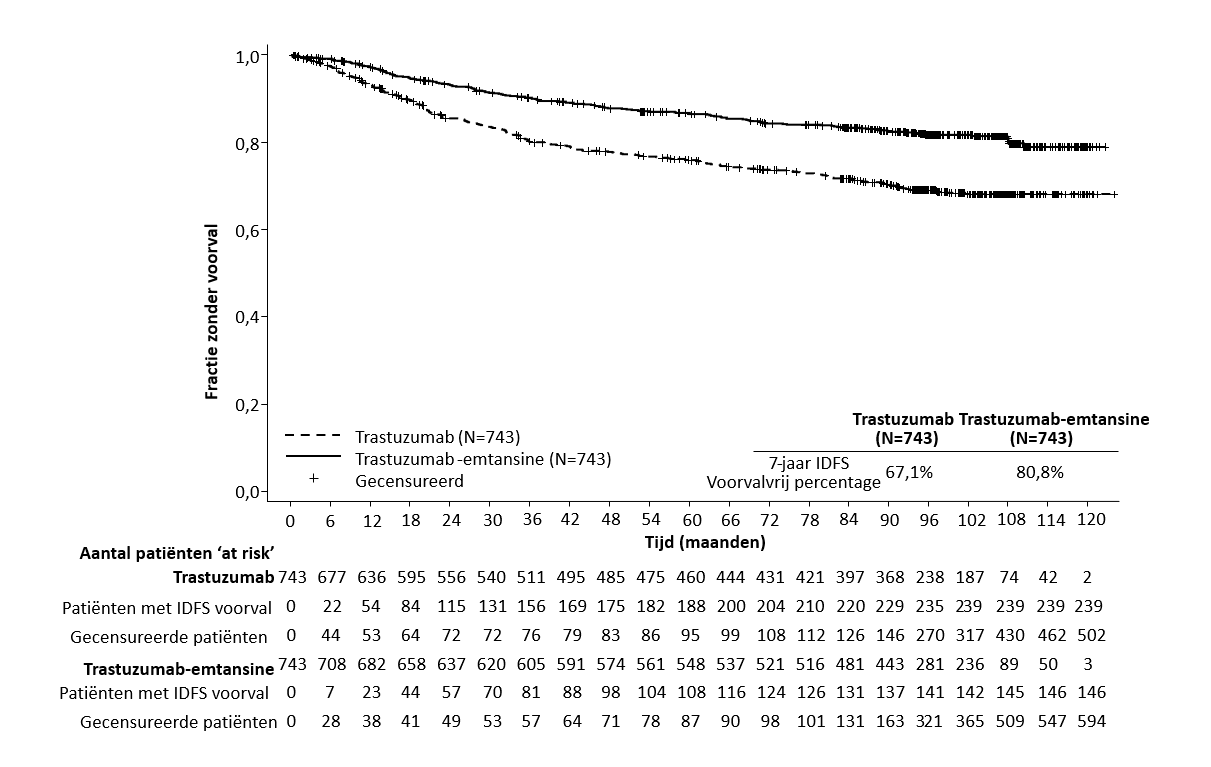 1,0
0,8
0,6
0,4
0,2
0,0
Fractie zonder voorval
Trastuzumab (N=743)
Trastuzumab-emtansine (N=743)
Gecensureerd
Trastuzumab Trastuzumab-emtansine
(N=743) (N=743)
7-jaar IDFS
Voorvalvrij percentage 67,1% 80,8%
0 6 12 18 24 30 36 42 48 54 60 66 72 78 84 90 96 102 108 114 120
Tijd (maanden)
Aantal patiënten ‘at risk’
Trastuzumab 743 677 636 595 556 540 511 495 485 475 460 444 431 421 397 368 238 187 74 42 2
Patiënten met IDFS voorval 0 22 54 84 115 131 156 169 175 182 188 200 204 210 220 229 235 239 239 239 239
Gecensureerde patiënten 0 44 53 64 72 72 76 79 83 86 95 99 108 112 126 146 270 317 430 462 502
Trastuzumab-emtansine 743 708 682 658 637 620 605 591 574 561 548 537 521 516 481 443 281 236 89 50 3
Patiënten met IDFS voorval 0 7 23 44 57 70 81 88 98 104 108 116 124 126 131 137 141 142 145 146 146
Gecensureerde patiënten 0 28 38 41 49 53 57 64 71 78 87 90 98 101 131 163 321 365 509 547 594